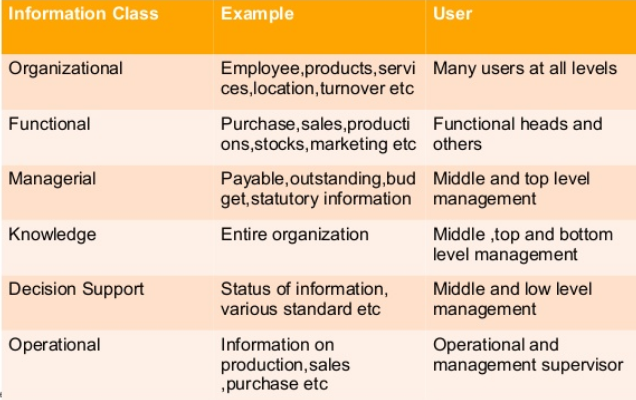 Information Class Example User
Organizational Employee,products,servi Many users at all levels
ces,location,turnover etc
Functional Purchase,sales,producti Functional heads and
ons,stocks,marketing etc others
Managerial Payable,outstanding,bud Middle and top level
get,statutory information management
Knowledge Entire organization Middle ,top and bottom
level management
Decision Support Status of information, Middle and low level
various standard etc management
Operational Information on Operational and
production,sales management supervisor
,purchase etc